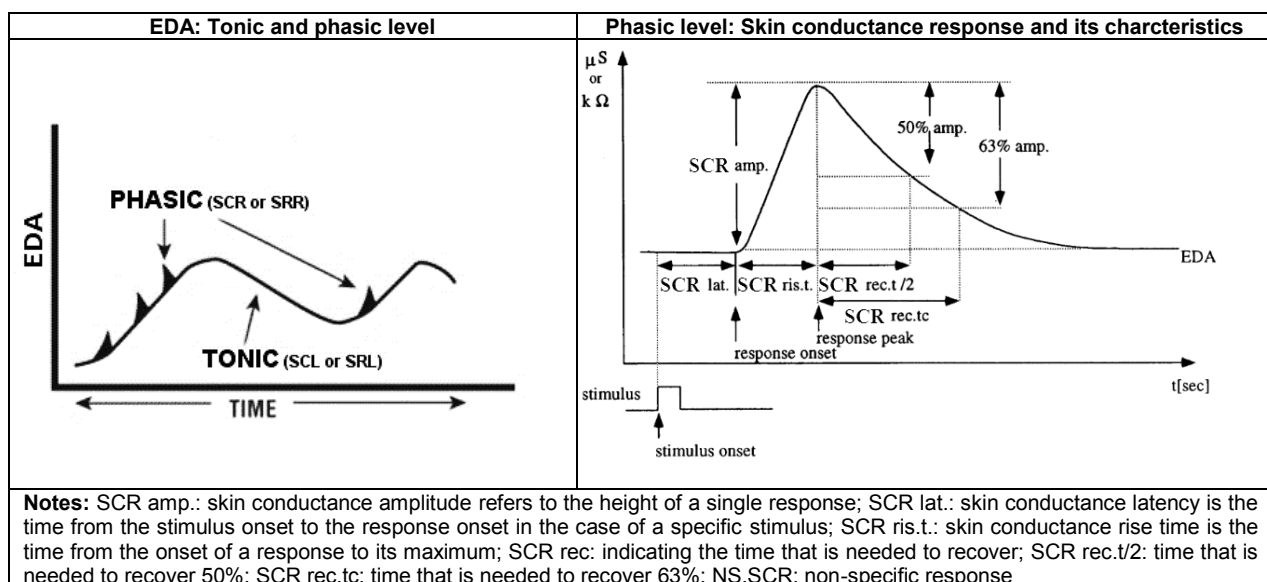 EDA: Tonic and phasic level
Phasic level: Skin conductance response and its charcteristics
EDA
PHASIC (SCR or SRR)
TONIC (SCL or SRL)
TIME
μS
or
k Ω
SCR amp.
50% amp.
63% amp.
EDA
SCR lat.
SCR ris.t.
SCR rec.t /2
SCR rec.tc
response peak
response onset
t[sec]
stimulus
stimulus onset
Notes: SCR amp.: skin conductance amplitude refers to the height of a single response; SCR lat.: skin conductance latency is the
time from the stimulus onset to the response onset in the case of a specific stimulus; SCR ris.t.: skin conductance rise time is the
time from the onset of a response to its maximum; SCR rec: indicating the time that is needed to recover; SCR rec.t/2: time that is
needed to recover 50%; SCR rec.tc: time that is needed to recover 63%; NS.SCR: non-specific response